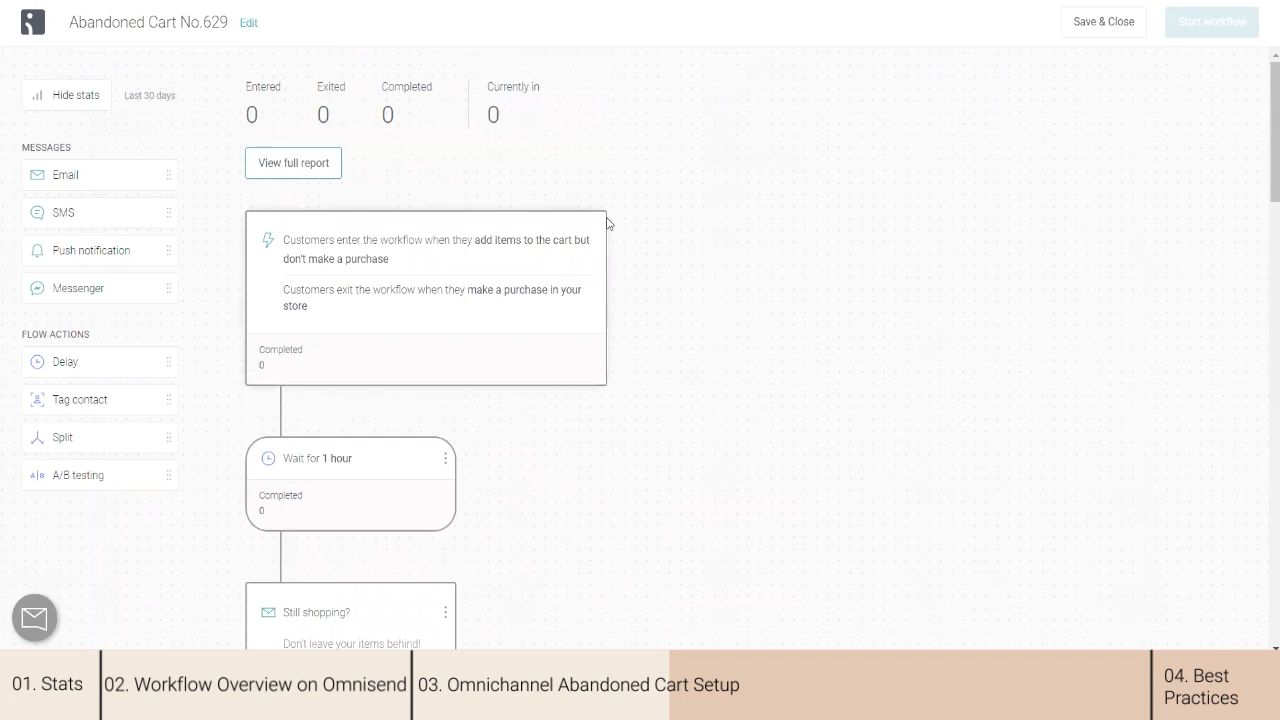 Abandoned Cart No.629 Edit
Save & Close
Start workflow
Hide stats
Last 30 days
Entered Exited Completed Currently in
0 0 0 0
View full report
MESSAGES
Email
SMS
Push notification
Messenger
FLOW ACTIONS
Delay
Tag contact
Split
A/B testing
Customers enter the workflow when they add items to the cart but
don't make a purchase
Customers exit the workflow when they make a purchase in your
store
Completed
0
Wait for 1 hour
Completed
0
Still shopping?
Don't leave your items behind!
01. Stats
02. Workflow Overview on Omnisend
03. Omnichannel Abandoned Cart Setup
04. Best
Practices